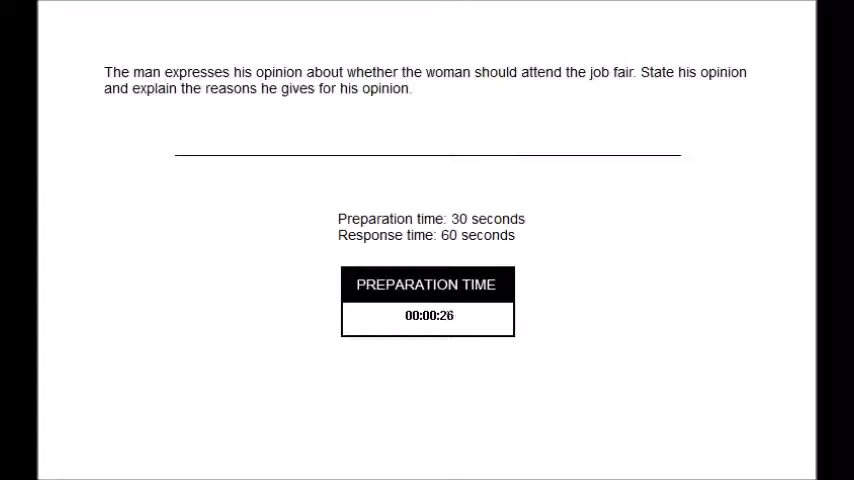 The man expresses his opinion about whether the woman should attend the job fair. State his opinion
and explain the reasons he gives for his opinion.
Preparation time: 30 seconds
Response time: 60 seconds
PREPARATION TIME
00:00:26